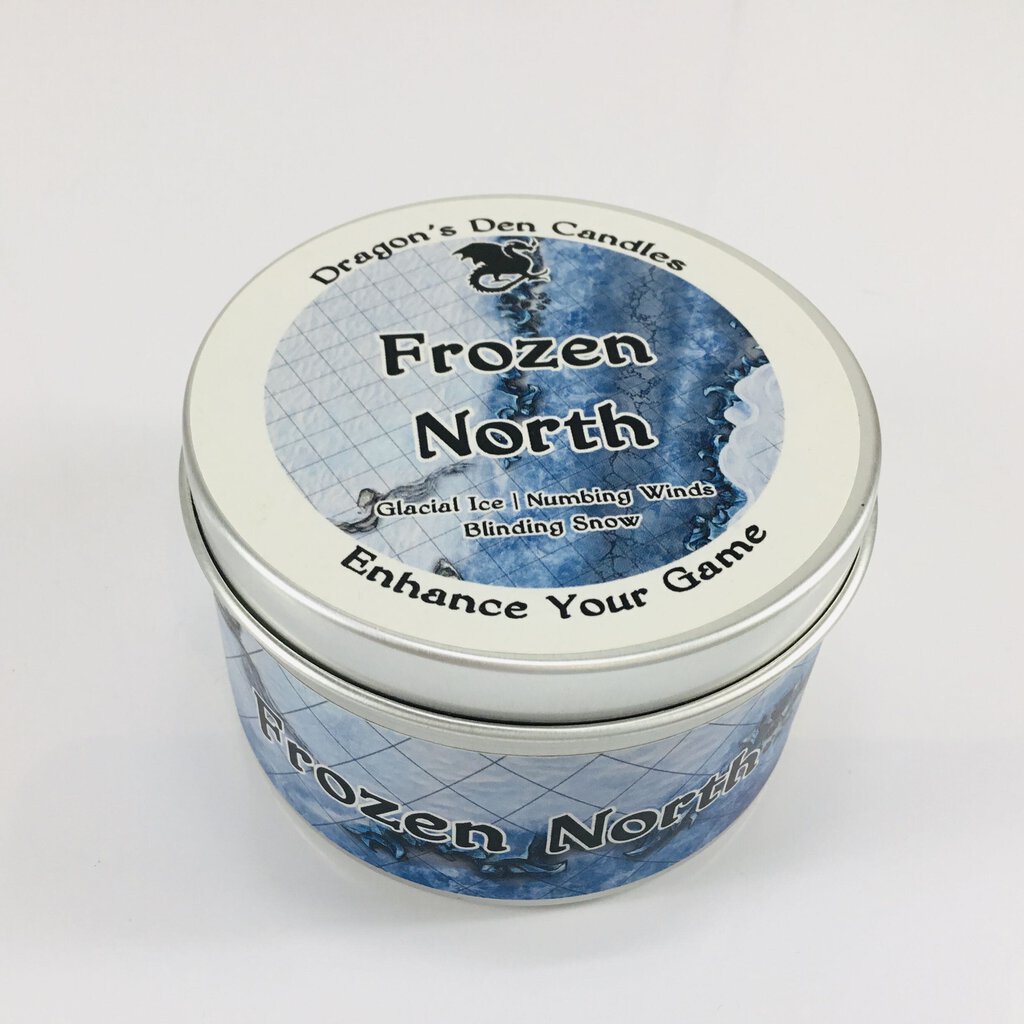 Dragon's Den Candles
Frozen
North
Glacial Ice | Numbing Winds
Blinding Snow
Enhance Your Game
Frozen North